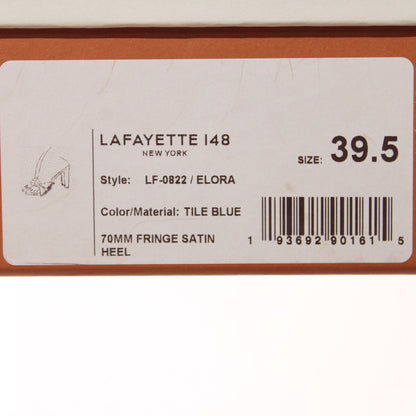 LAFAYETTE 148
NEW YORK
SIZE: 39.5
Style: LF-0822 / ELORA
Color/Material: TILE BLUE
70MM FRINGE SATIN
HEEL
1 93692 90161 5